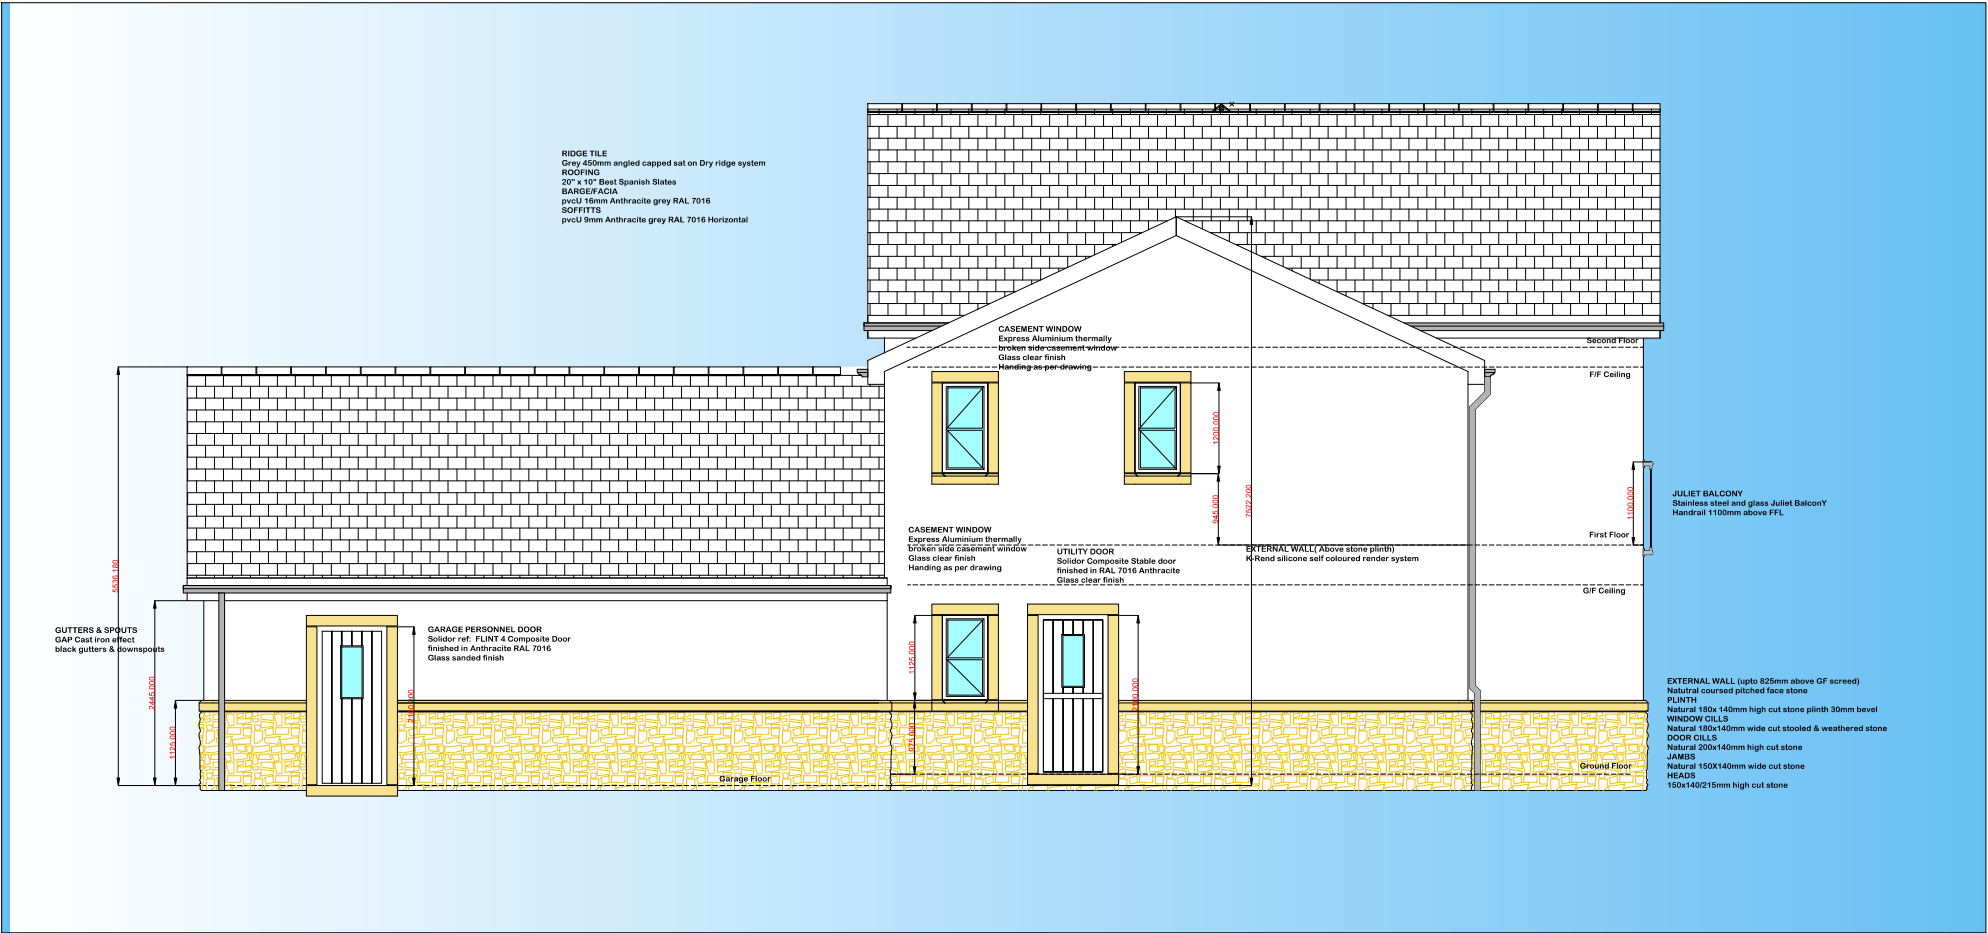 RIDGE TILE
Grey 450mm angled capped sat on Dry ridge system
ROOFING
20" x 10" Best Spanish Slates
BARGE/FACIA
pvcU 16mm Anthracite grey RAL 7016
SOFFITTS
pvcU 9mm Anthracite grey RAL 7016 Horizontal
CASEMENT WINDOW
Express Aluminium thermally
broken side casement window
Glass clear finish
Handing as per drawing
Second Floor
F/F Ceiling
1200.000
945.000
7522.200
1100.000
JULIET BALCONY
Stainless steel and glass Juliet BalconY
Handrail 1100mm above FFL
First Floor
CASEMENT WINDOW
Express Aluminium thermally
broken side casement window
Glass clear finish
Handing as per drawing
UTILITY DOOR
Solidor Composite Stable door
finished in RAL 7016 Anthracite
Glass clear finish
EXTERNAL WALL( Above stone plinth)
K-Rend silicone self coloured render system
G/F Ceiling
5536.180
GUTTERS & SPOUTS
GAP Cast iron effect
black gutters & downspouts
2445.000
1125.000
GARAGE PERSONNEL DOOR
Solidor ref:  FLINT 4 Composite Door
finished in Anthracite RAL 7016
Glass sanded finish
2100.000
1125.000
975.000
2100.000
Garage Floor
Ground Floor
EXTERNAL WALL (upto 825mm above GF screed)
Natutral coursed pitched face stone
PLINTH
Natural 180x 140mm high cut stone plinth 30mm bevel
WINDOW CILLS
Natural 180x140mm wide cut stooled & weathered stone
DOOR CILLS
Natural 200x140mm high cut stone
JAMBS
Natural 150X140mm wide cut stone
HEADS
150x140/215mm high cut stone